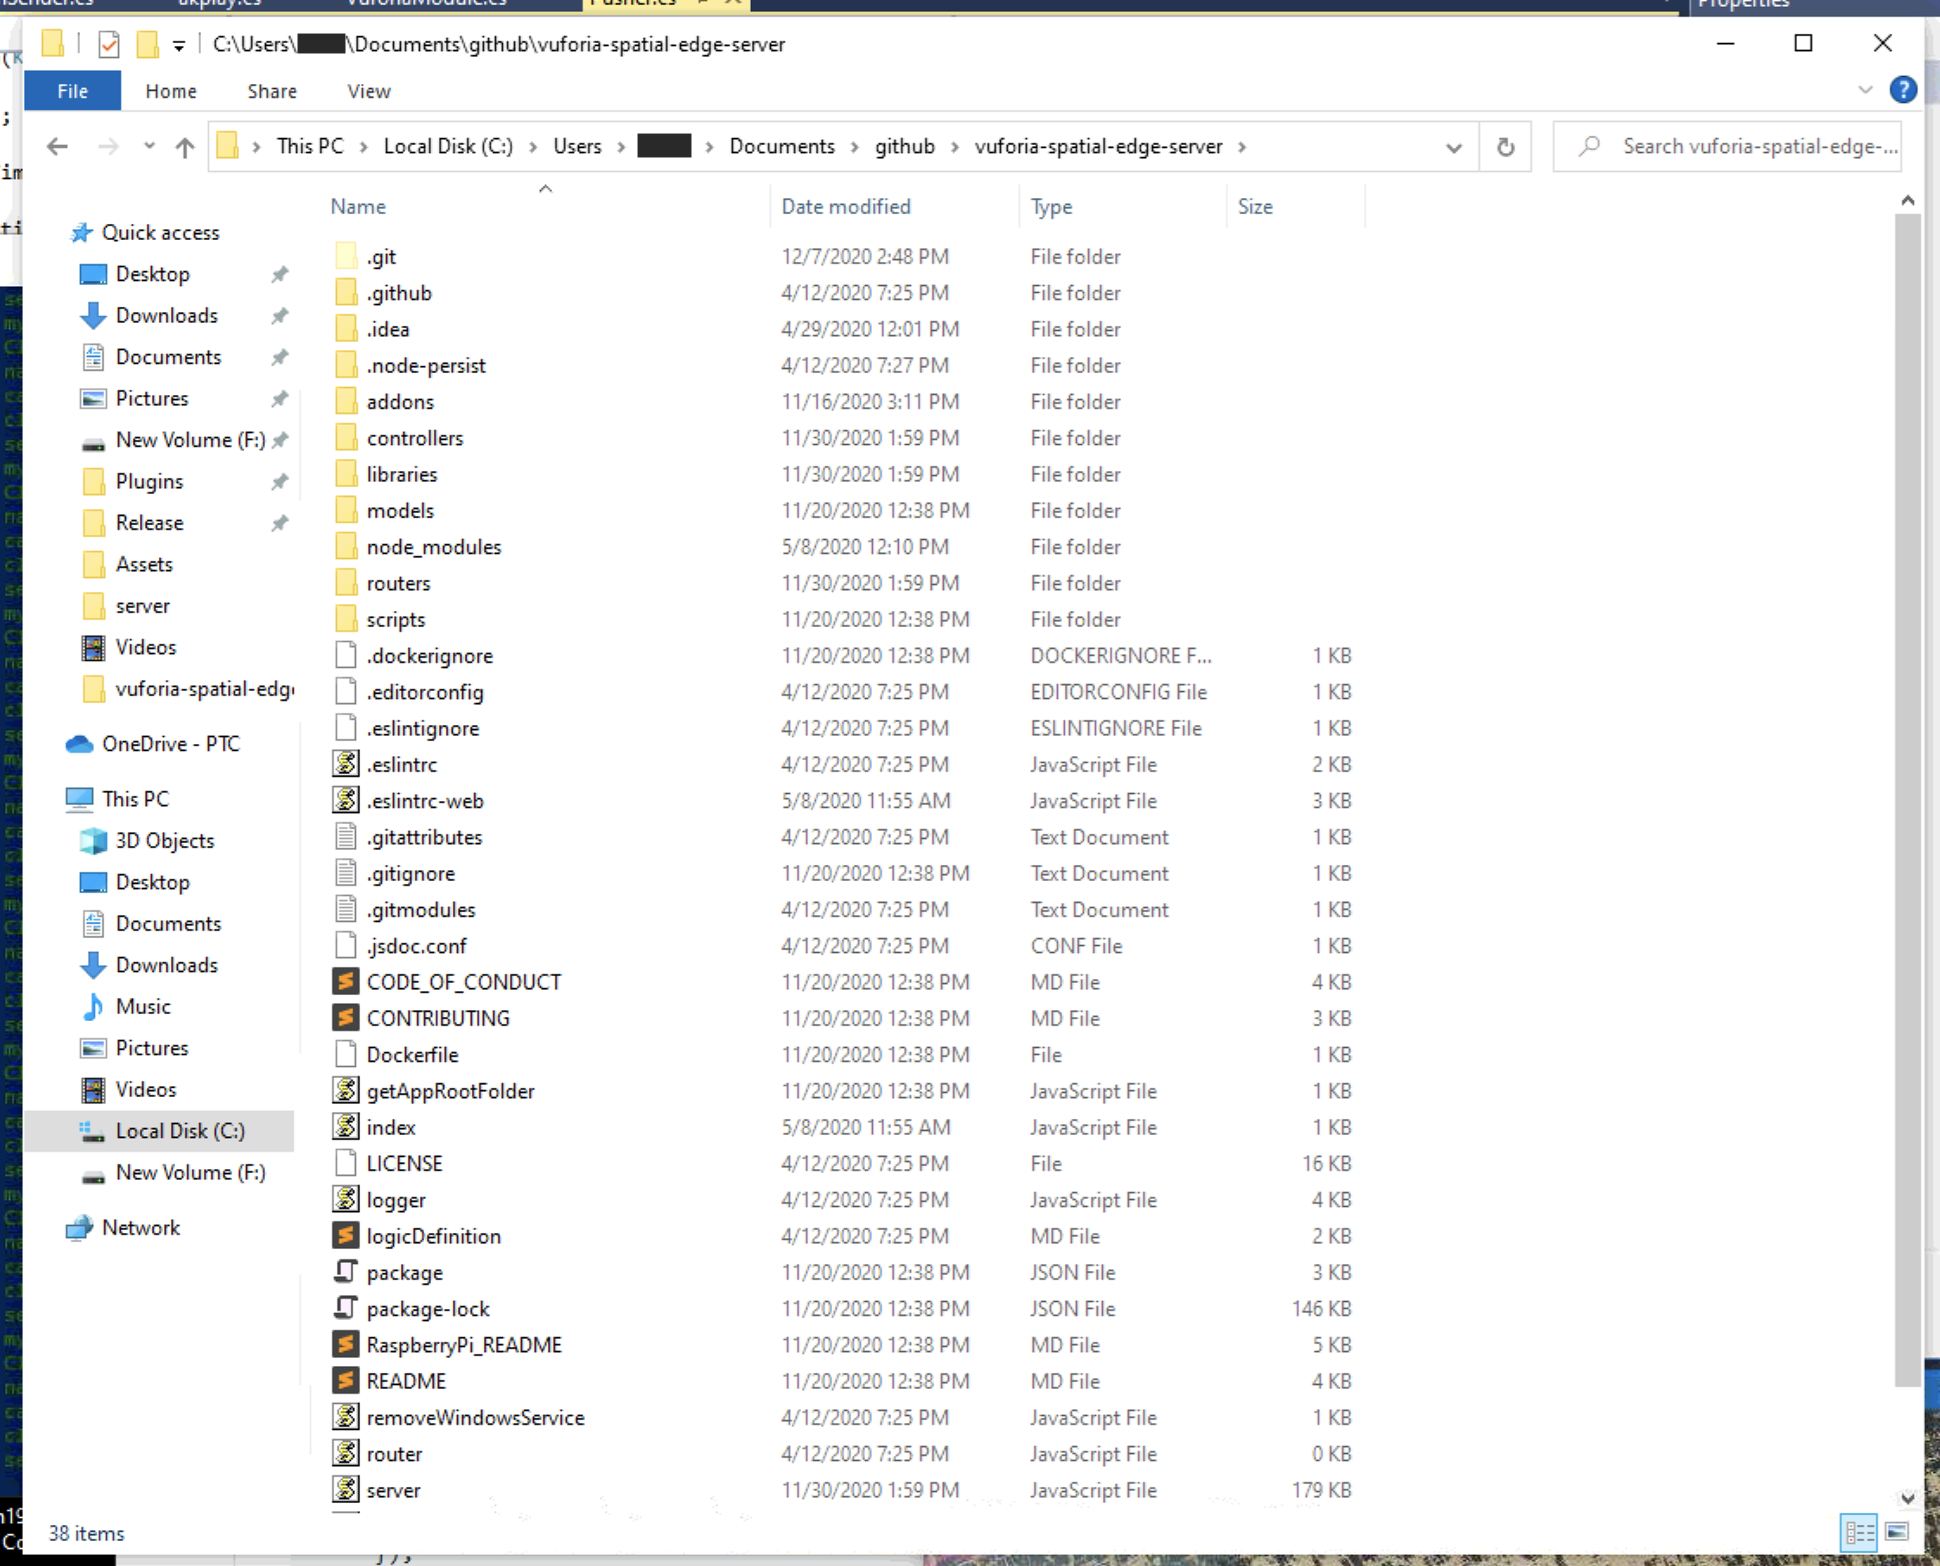 akplay.cs
VuforiaModule.cs
Pusher.cs
Properties
C:\Users\ \Documents\github\vuforia-spatial-edge-server
File Home Share View
This PC Local Disk (C:) Users Documents github vuforia-spatial-edge-server
Search vuforia-spatial-edge-...
Name Date modified Type Size
Quick access
Desktop
Downloads
Documents
Pictures
New Volume (F:)
Plugins
Release
Assets
server
Videos
vuforia-spatial-edg
OneDrive - PTC
This PC
3D Objects
Desktop
Documents
Downloads
Music
Pictures
Videos
Local Disk (C:)
New Volume (F:)
Network
.git 12/7/2020 2:48 PM File folder
.github 4/12/2020 7:25 PM File folder
.idea 4/29/2020 12:01 PM File folder
.node-persist 4/12/2020 7:27 PM File folder
addons 11/16/2020 3:11 PM File folder
controllers 11/30/2020 1:59 PM File folder
libraries 11/30/2020 1:59 PM File folder
models 11/20/2020 12:38 PM File folder
node_modules 5/8/2020 12:10 PM File folder
routers 11/30/2020 1:59 PM File folder
scripts 11/20/2020 12:38 PM File folder
.dockerignore 11/20/2020 12:38 PM DOCKERIGNORE F... 1 KB
.editorconfig 4/12/2020 7:25 PM EDITORCONFIG File 1 KB
.eslintignore 4/12/2020 7:25 PM ESLINTIGNORE File 1 KB
.eslintrc 4/12/2020 7:25 PM JavaScript File 2 KB
.eslintrc-web 5/8/2020 11:55 AM JavaScript File 3 KB
.gitattributes 4/12/2020 7:25 PM Text Document 1 KB
.gitignore 11/20/2020 12:38 PM Text Document 1 KB
.gitmodules 4/12/2020 7:25 PM Text Document 1 KB
.jsdoc.conf 4/12/2020 7:25 PM CONF File 1 KB
CODE_OF_CONDUCT 11/20/2020 12:38 PM MD File 4 KB
CONTRIBUTING 11/20/2020 12:38 PM MD File 3 KB
Dockerfile 11/20/2020 12:38 PM File 1 KB
getAppRootFolder 11/20/2020 12:38 PM JavaScript File 1 KB
index 5/8/2020 11:55 AM JavaScript File 1 KB
LICENSE 4/12/2020 7:25 PM File 16 KB
logger 4/12/2020 7:25 PM JavaScript File 4 KB
logicDefinition 4/12/2020 7:25 PM MD File 2 KB
package 11/20/2020 12:38 PM JSON File 3 KB
package-lock 11/20/2020 12:38 PM JSON File 146 KB
RaspberryPi_README 11/20/2020 12:38 PM MD File 5 KB
README 11/20/2020 12:38 PM MD File 4 KB
removeWindowsService 4/12/2020 7:25 PM JavaScript File 1 KB
router 4/12/2020 7:25 PM JavaScript File 0 KB
server 11/30/2020 1:59 PM JavaScript File 179 KB
38 items